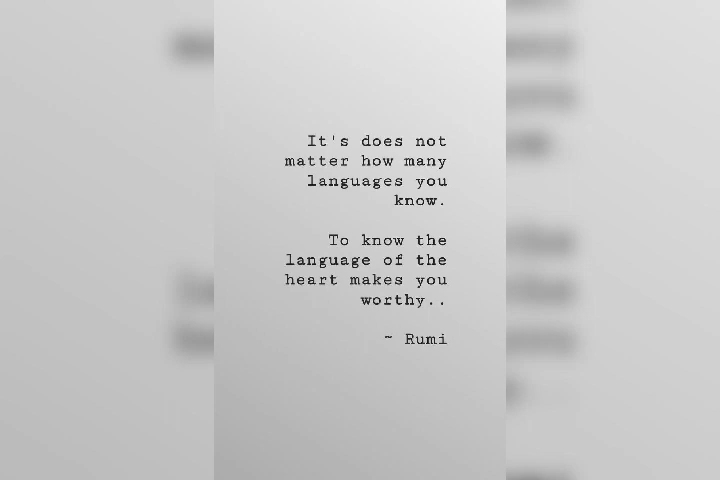 It's does not
matter how many
languages you
know.
To know the
language of the
heart makes you
worthy..
~ Rumi